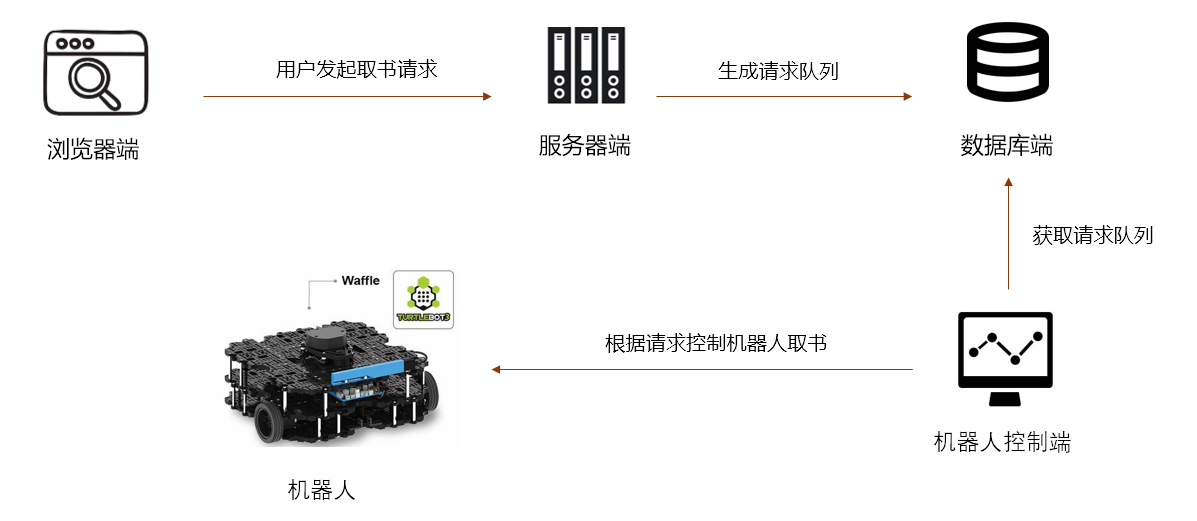 用户发起取书请求
生成请求队列
浏览器端
服务器端
数据库端
获取请求队列
Waffle
TURTLEBOT3
根据请求控制机器人取书
机器人控制端
机器人